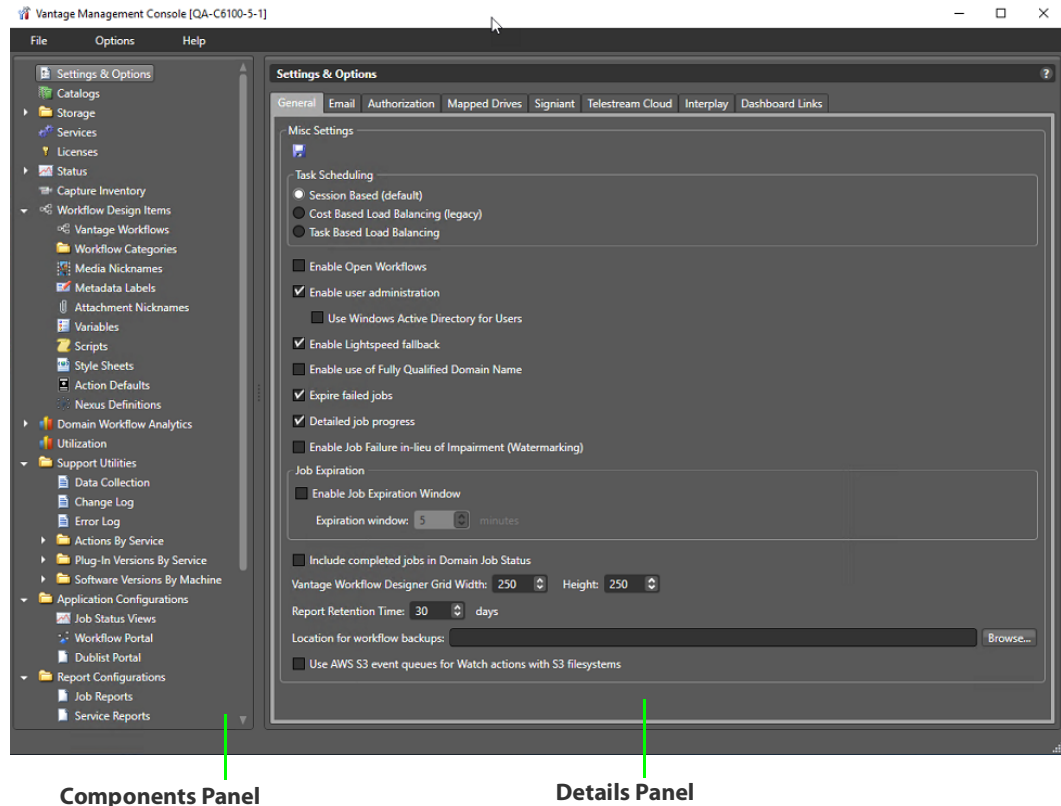 Vantage Management Console [QA-C6100-5-1]
File Options Help
Settings & Options
Catalogs
Storage
Services
Licenses
Status
Capture Inventory
Workflow Design Items
Vantage Workflows
Workflow Categories
Media Nicknames
Metadata Labels
Attachment Nicknames
Variables
Scripts
Style Sheets
Action Defaults
Nexus Definitions
Domain Workflow Analytics
Utilization
Support Utilities
Data Collection
Change Log
Error Log
Actions By Service
Plug-In Versions By Service
Software Versions By Machine
Application Configurations
Job Status Views
Workflow Portal
Dublist Portal
Report Configurations
Job Reports
Service Reports
Settings & Options ?
General Email Authorization Mapped Drives Signiant Telestream Cloud Interplay Dashboard Links
Misc Settings
Task Scheduling
Session Based (default)
Cost Based Load Balancing (legacy)
Task Based Load Balancing
Enable Open Workflows
Enable user administration
Use Windows Active Directory for Users
Enable Lightspeed fallback
Enable use of Fully Qualified Domain Name
Expire failed jobs
Detailed job progress
Enable Job Failure in-lieu of Impairment (Watermarking)
Job Expiration
Enable Job Expiration Window
Expiration window: 5 minutes
Include completed jobs in Domain Job Status
Vantage Workflow Designer Grid Width: 250 Height: 250
Report Retention Time: 30 days
Location for workflow backups: Browse...
Use AWS S3 event queues for Watch actions with S3 filesystems
Components Panel
Details Panel